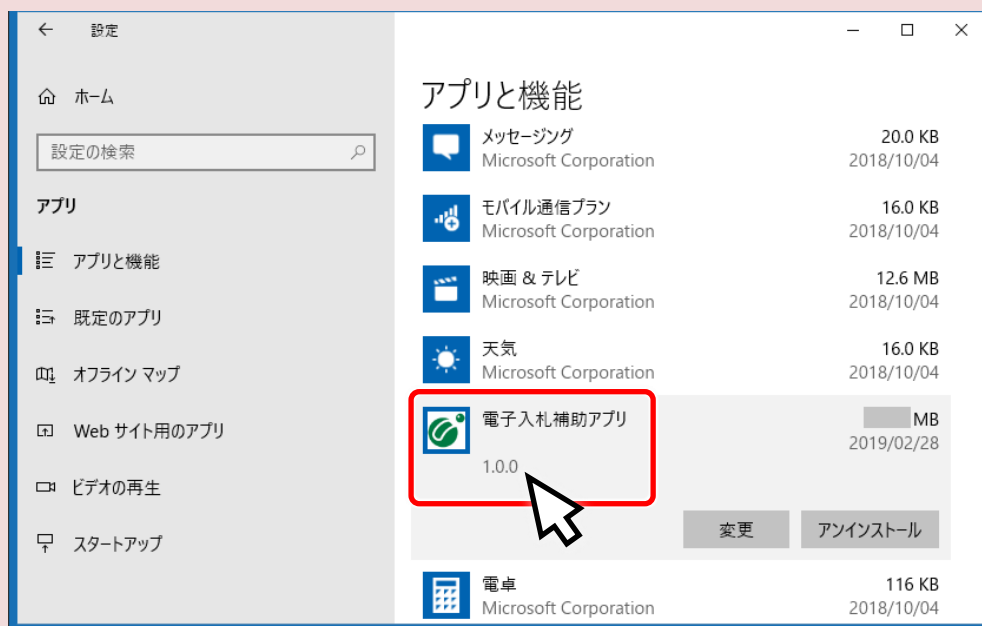 設定
ホーム
設定の検索
アプリ
アプリと機能
既定のアプリ
オフライン マップ
Web サイト用のアプリ
ビデオの再生
スタートアップ
アプリと機能
メッセージング 20.0 KB
Microsoft Corporation 2018/10/04
モバイル通信プラン 16.0 KB
Microsoft Corporation 2018/10/04
映画 & テレビ 12.6 MB
Microsoft Corporation 2018/10/04
天気 16.0 KB
Microsoft Corporation 2018/10/04
電子入札補助アプリ MB
2019/02/28
1.0.0
変更 アンインストール
電卓 116 KB
Microsoft Corporation 2018/10/04